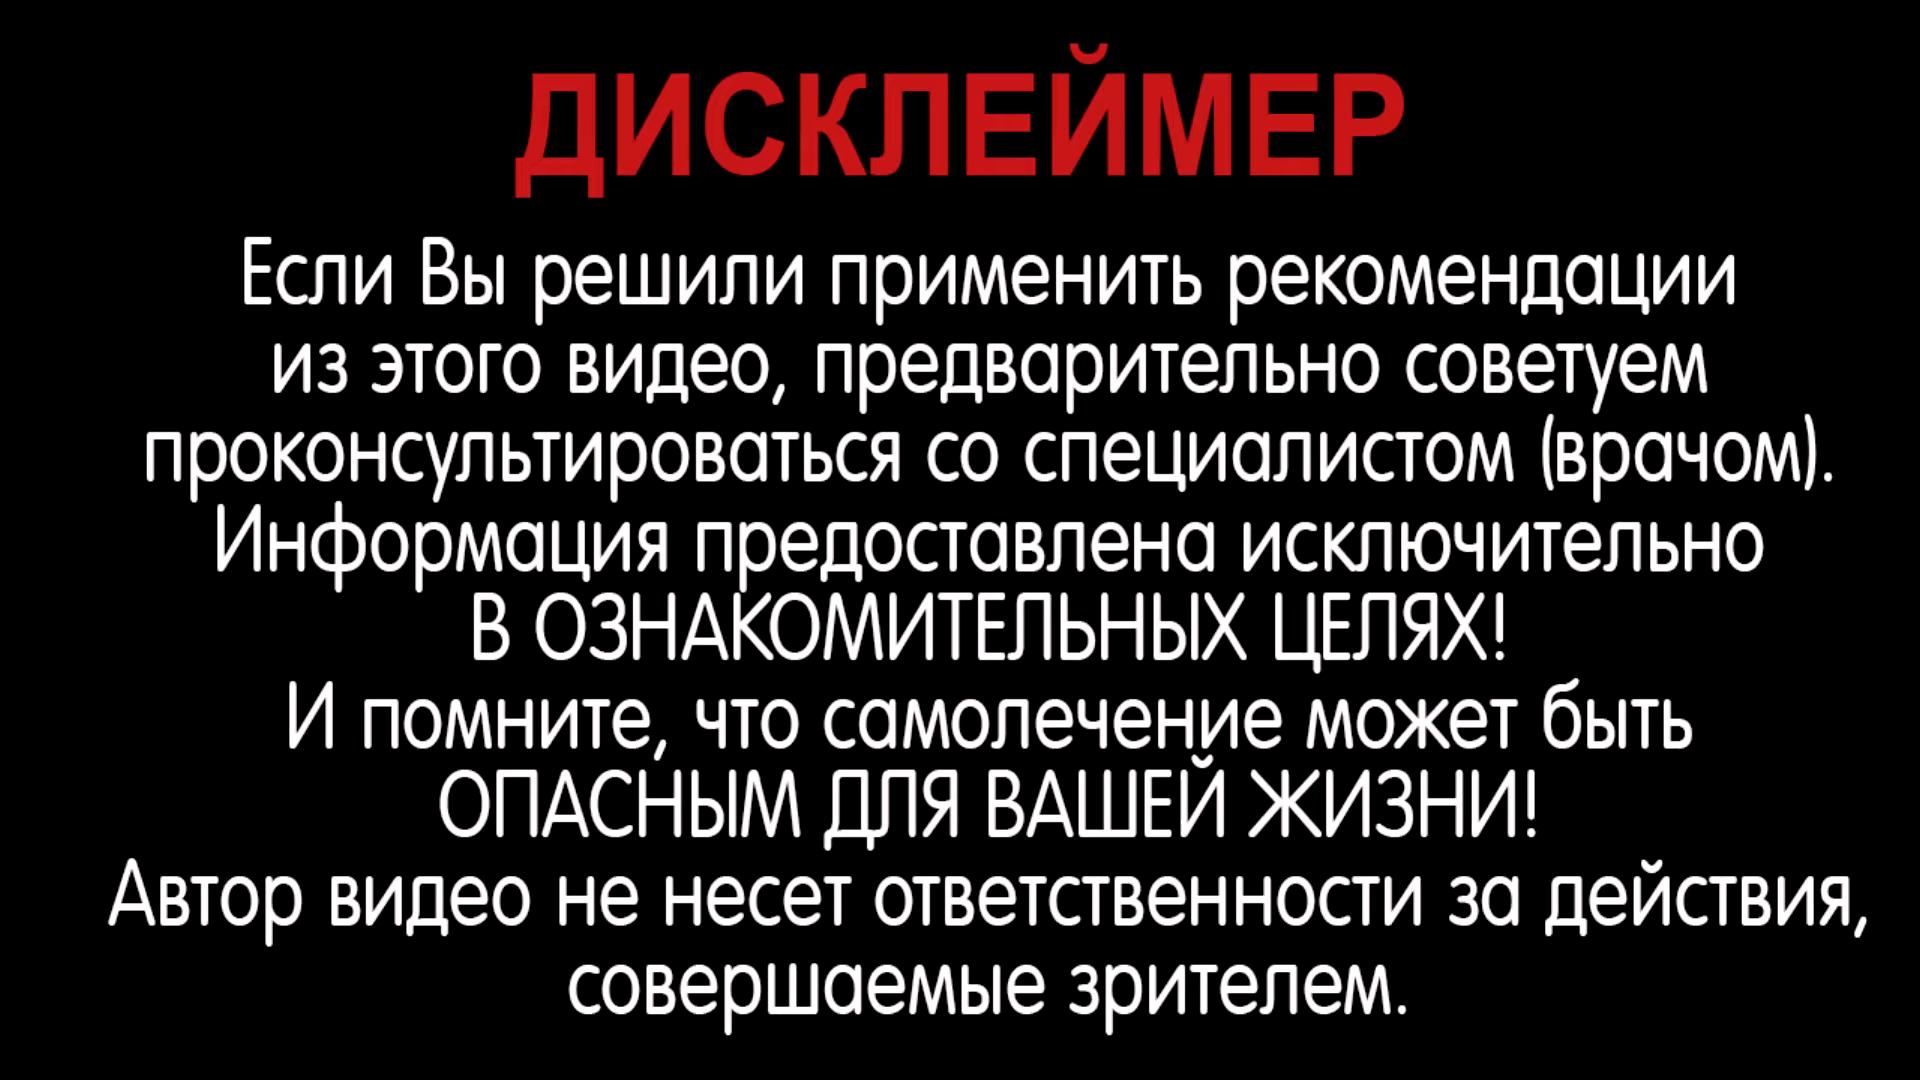 ДИСКЛЕЙМЕР
Если Вы решили применить рекомендации
из этого видео, предварительно советуем
проконсультироваться со специалистом (врачом).
Информация предоставлена исключительно
В ОЗНАКОМИТЕЛЬНЫХ ЦЕЛЯХ!
И помните, что самолечение может быть
ОПАСНЫМ ДЛЯ ВАШЕЙ ЖИЗНИ!
Автор видео не несет ответственности за действия,
совершаемые зрителем.